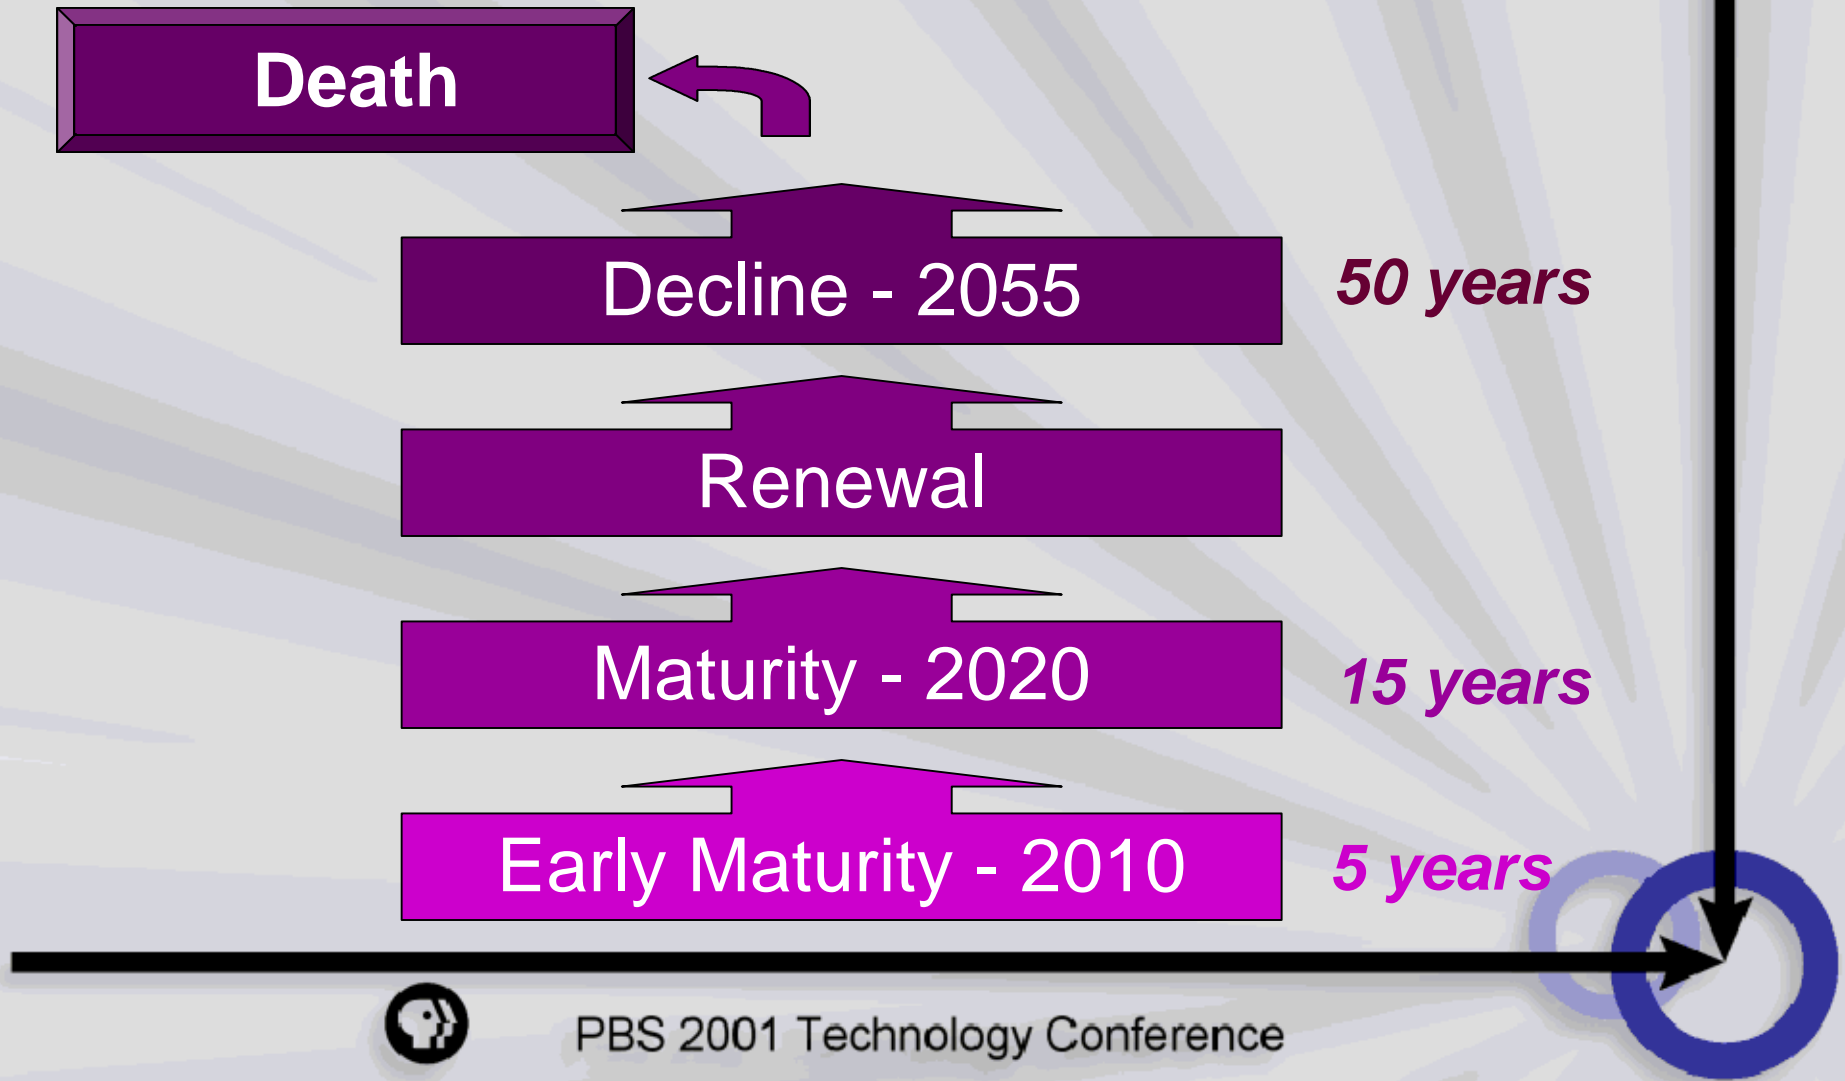 Death
Decline - 2055
50 years
Renewal
Maturity - 2020
15 years
Early Maturity - 2010
5 years
PBS 2001 Technology Conference